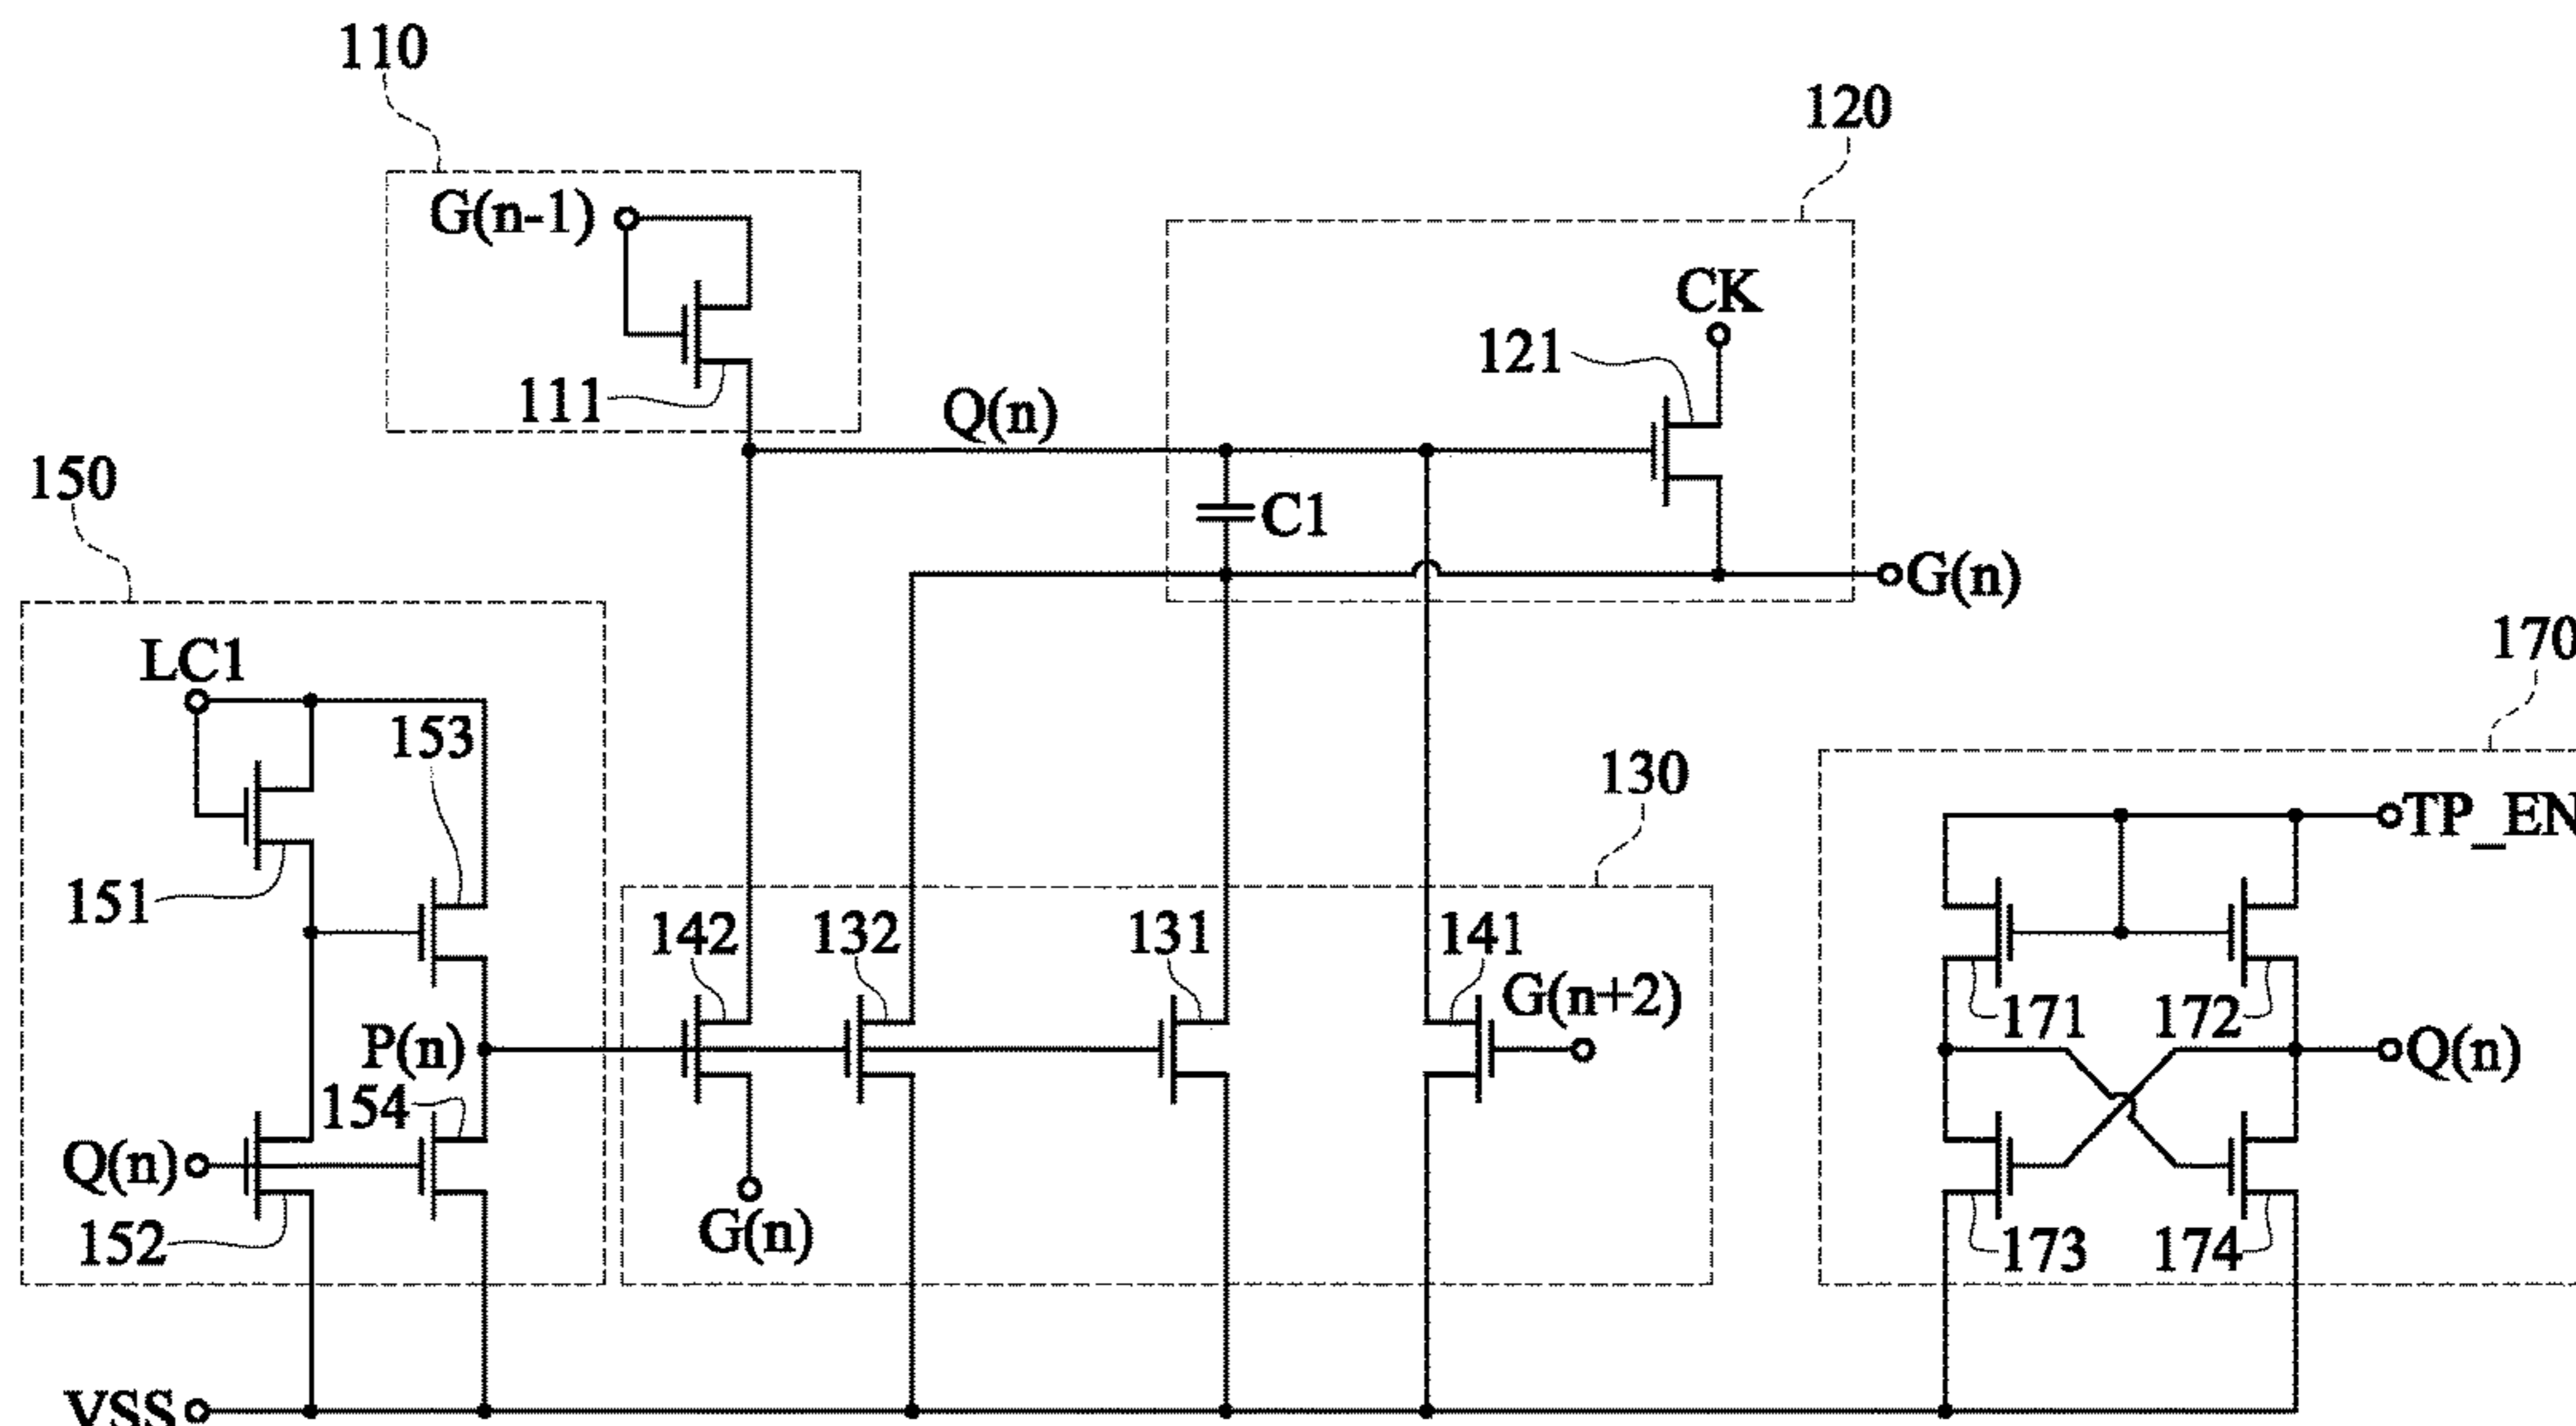 110
120
G(n-1)
CK
121
111
Q(n)
150
C1
G(n)
170
LC1
153
130
TP_EN
151
142
132
131
141
G(n+2)
171
172
P(n)
Q(n)
154
Q(n)
G(n)
152
173
174
VSS